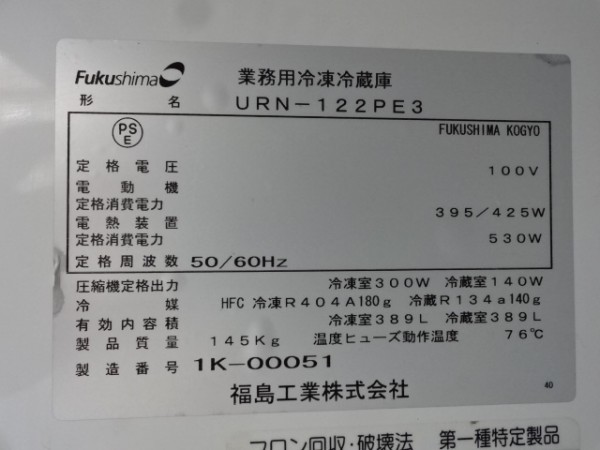 Fukushima 業務用冷凍冷蔵庫
形名 URN-122PE3
PS E FUKUSHIMA KOGYO
定格電圧 100V
電動機
定格消費電力 395/425W
電熱装置
定格消費電力 530W
定格周波数 50/60Hz
圧縮機定格出力 冷凍室300W 冷蔵室140W
冷媒 HFC 冷凍R404A180g 冷蔵R134a140g
有効内容積 冷凍室389L 冷蔵室389L
製品質量 145Kg 温度ヒューズ動作温度 76℃
製造番号 1K-00051
福島工業株式会社 40
フロン回収・破壊法 第一種特定製品